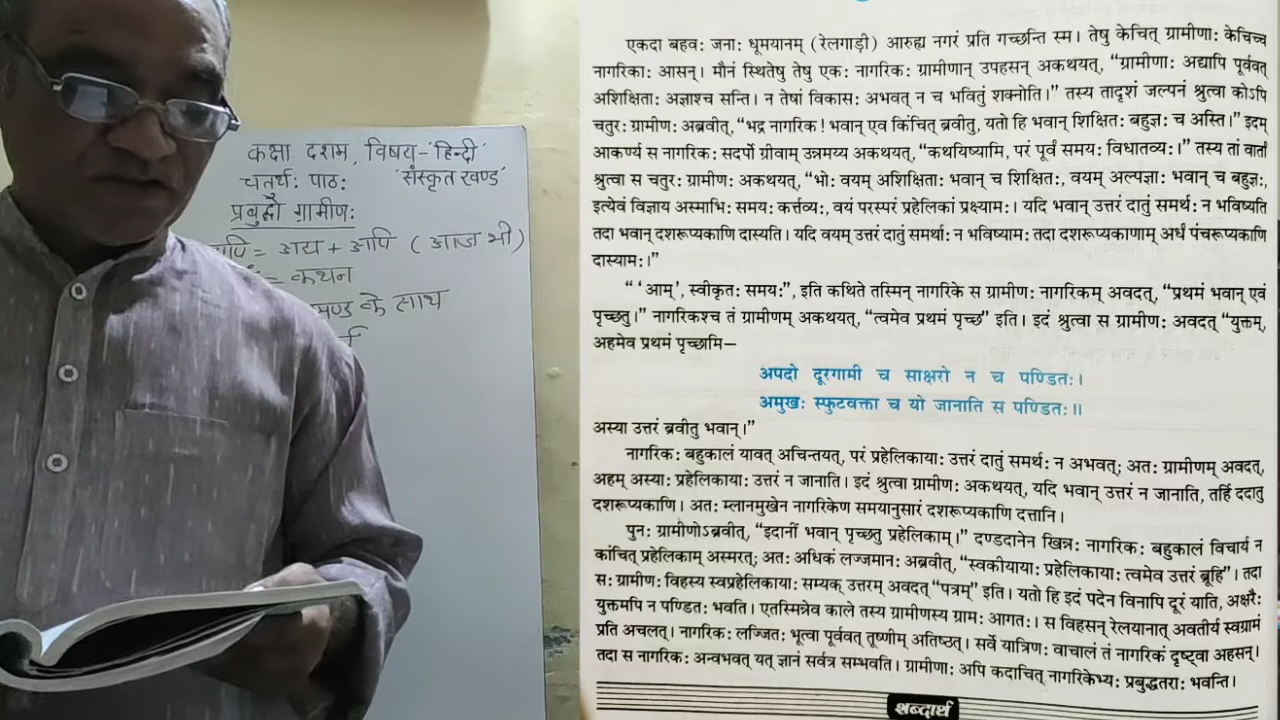 कक्षा दशम, विषय-'हिन्दी'
चतुर्थ: पाठ: 'संस्कृत खण्ड'
प्रबुद्धो ग्रामीण:
= अद्य + अपि ( आज भी )
= कथन
के साथ
एकदा बहव: जना: धूमयानम् (रेलगाड़ी) आरुह्य नगरं प्रति गच्छन्ति स्म। तेषु केचित् ग्रामीणा: केचिच्च
नागरिका: आसन्। मौनं स्थितेषु तेषु एक: नागरिक: ग्रामीणान् उपहसन् अकथयत्, “ग्रामीणा: अद्यापि पूर्ववत्
अशिक्षिता: अज्ञाश्च सन्ति। न तेषां विकास: अभवत् न च भवितुं शक्नोति।” तस्य तादृशं जल्पनं श्रुत्वा कोऽपि
चतुर: ग्रामीण: अब्रवीत्, “भद्र नागरिक ! भवान् एव किंचित् ब्रवीतु, यतो हि भवान् शिक्षित: बहुज्ञ: च अस्ति।” इदम्
आकर्ण्य स नागरिक: सदर्पो ग्रीवाम् उन्नमय्य अकथयत्, “कथयिष्यामि, परं पूर्वं समय: विधातव्य:।” तस्य तां वार्तां
श्रुत्वा स चतुर: ग्रामीण: अकथयत्, “भो: वयम् अशिक्षिता: भवान् च शिक्षित:, वयम् अल्पज्ञा: भवान् च बहुज्ञ:,
इत्येवं विज्ञाय अस्माभि: समय: कर्त्तव्य:, वयं परस्परं प्रहेलिकां प्रक्ष्याम:। यदि भवान् उत्तरं दातुं समर्थ: न भविष्यति
तदा भवान् दशरूप्यकाणि दास्यति। यदि वयम् उत्तरं दातुं समर्था: न भविष्याम: तदा दशरूप्यकाणाम् अर्धं पंचरूप्यकाणि
दास्याम:।”
“ ‘आम्’, स्वीकृत: समय:”, इति कथिते तस्मिन् नागरिके स ग्रामीण: नागरिकम् अवदत्, “प्रथमं भवान् एवं
पृच्छतु।” नागरिकश्च तं ग्रामीणम् अकथयत्, “त्वमेव प्रथमं पृच्छ” इति। इदं श्रुत्वा स ग्रामीण: अवदत् “युक्तम्,
अहमेव प्रथमं पृच्छामि—
अपदो दूरगामी च साक्षरो न च पण्डित:।
अमुख: स्फुटवक्ता च यो जानाति स पण्डित:।।
अस्या उत्तरं ब्रवीतु भवान्।”
नागरिक: बहुकालं यावत् अचिन्तयत्, परं प्रहेलिकाया: उत्तरं दातुं समर्थ: न अभवत्; अत: ग्रामीणम् अवदत्,
अहम् अस्या: प्रहेलिकाया: उत्तरं न जानाति। इदं श्रुत्वा ग्रामीण: अकथयत्, यदि भवान् उत्तरं न जानाति, तर्हि ददातु
दशरूप्यकाणि। अत: म्लानमुखेन नागरिकेण समयानुसारं दशरूप्यकाणि दत्तानि।
पुन: ग्रामीणोऽब्रवीत्, “इदानीं भवान् पृच्छतु प्रहेलिकाम्।” दण्डदानेन खिन्न: नागरिक: बहुकालं विचार्य न
कांचित् प्रहेलिकाम् अस्मरत्; अत: अधिकं लज्जमान: अब्रवीत्, “स्वकीयाया: प्रहेलिकाया: त्वमेव उत्तरं ब्रूहि”। तदा
स: ग्रामीण: विहस्य स्वप्रहेलिकाया: सम्यक् उत्तरम् अवदत् “पत्रम्” इति। यतो हि इदं पदेन विनापि दूरं याति, अक्षरै:
युक्तमपि न पण्डित: भवति। एतस्मिन्नेव काले तस्य ग्रामीणस्य ग्राम: आगत:। स विहसन् रेलयानात् अवतीर्य स्वग्रामं
प्रति अचलत्। नागरिक: लज्जित: भूत्वा पूर्ववत् तूष्णीम् अतिष्ठत्। सर्वे यात्रिण: वाचालं तं नागरिकं दृष्ट्वा अहसन्।
तदा स नागरिक: अन्वभवत् यत् ज्ञानं सर्वत्र सम्भवति। ग्रामीणा: अपि कदाचित् नागरिकेभ्य: प्रबुद्धतरा: भवन्ति।
शब्दार्थ